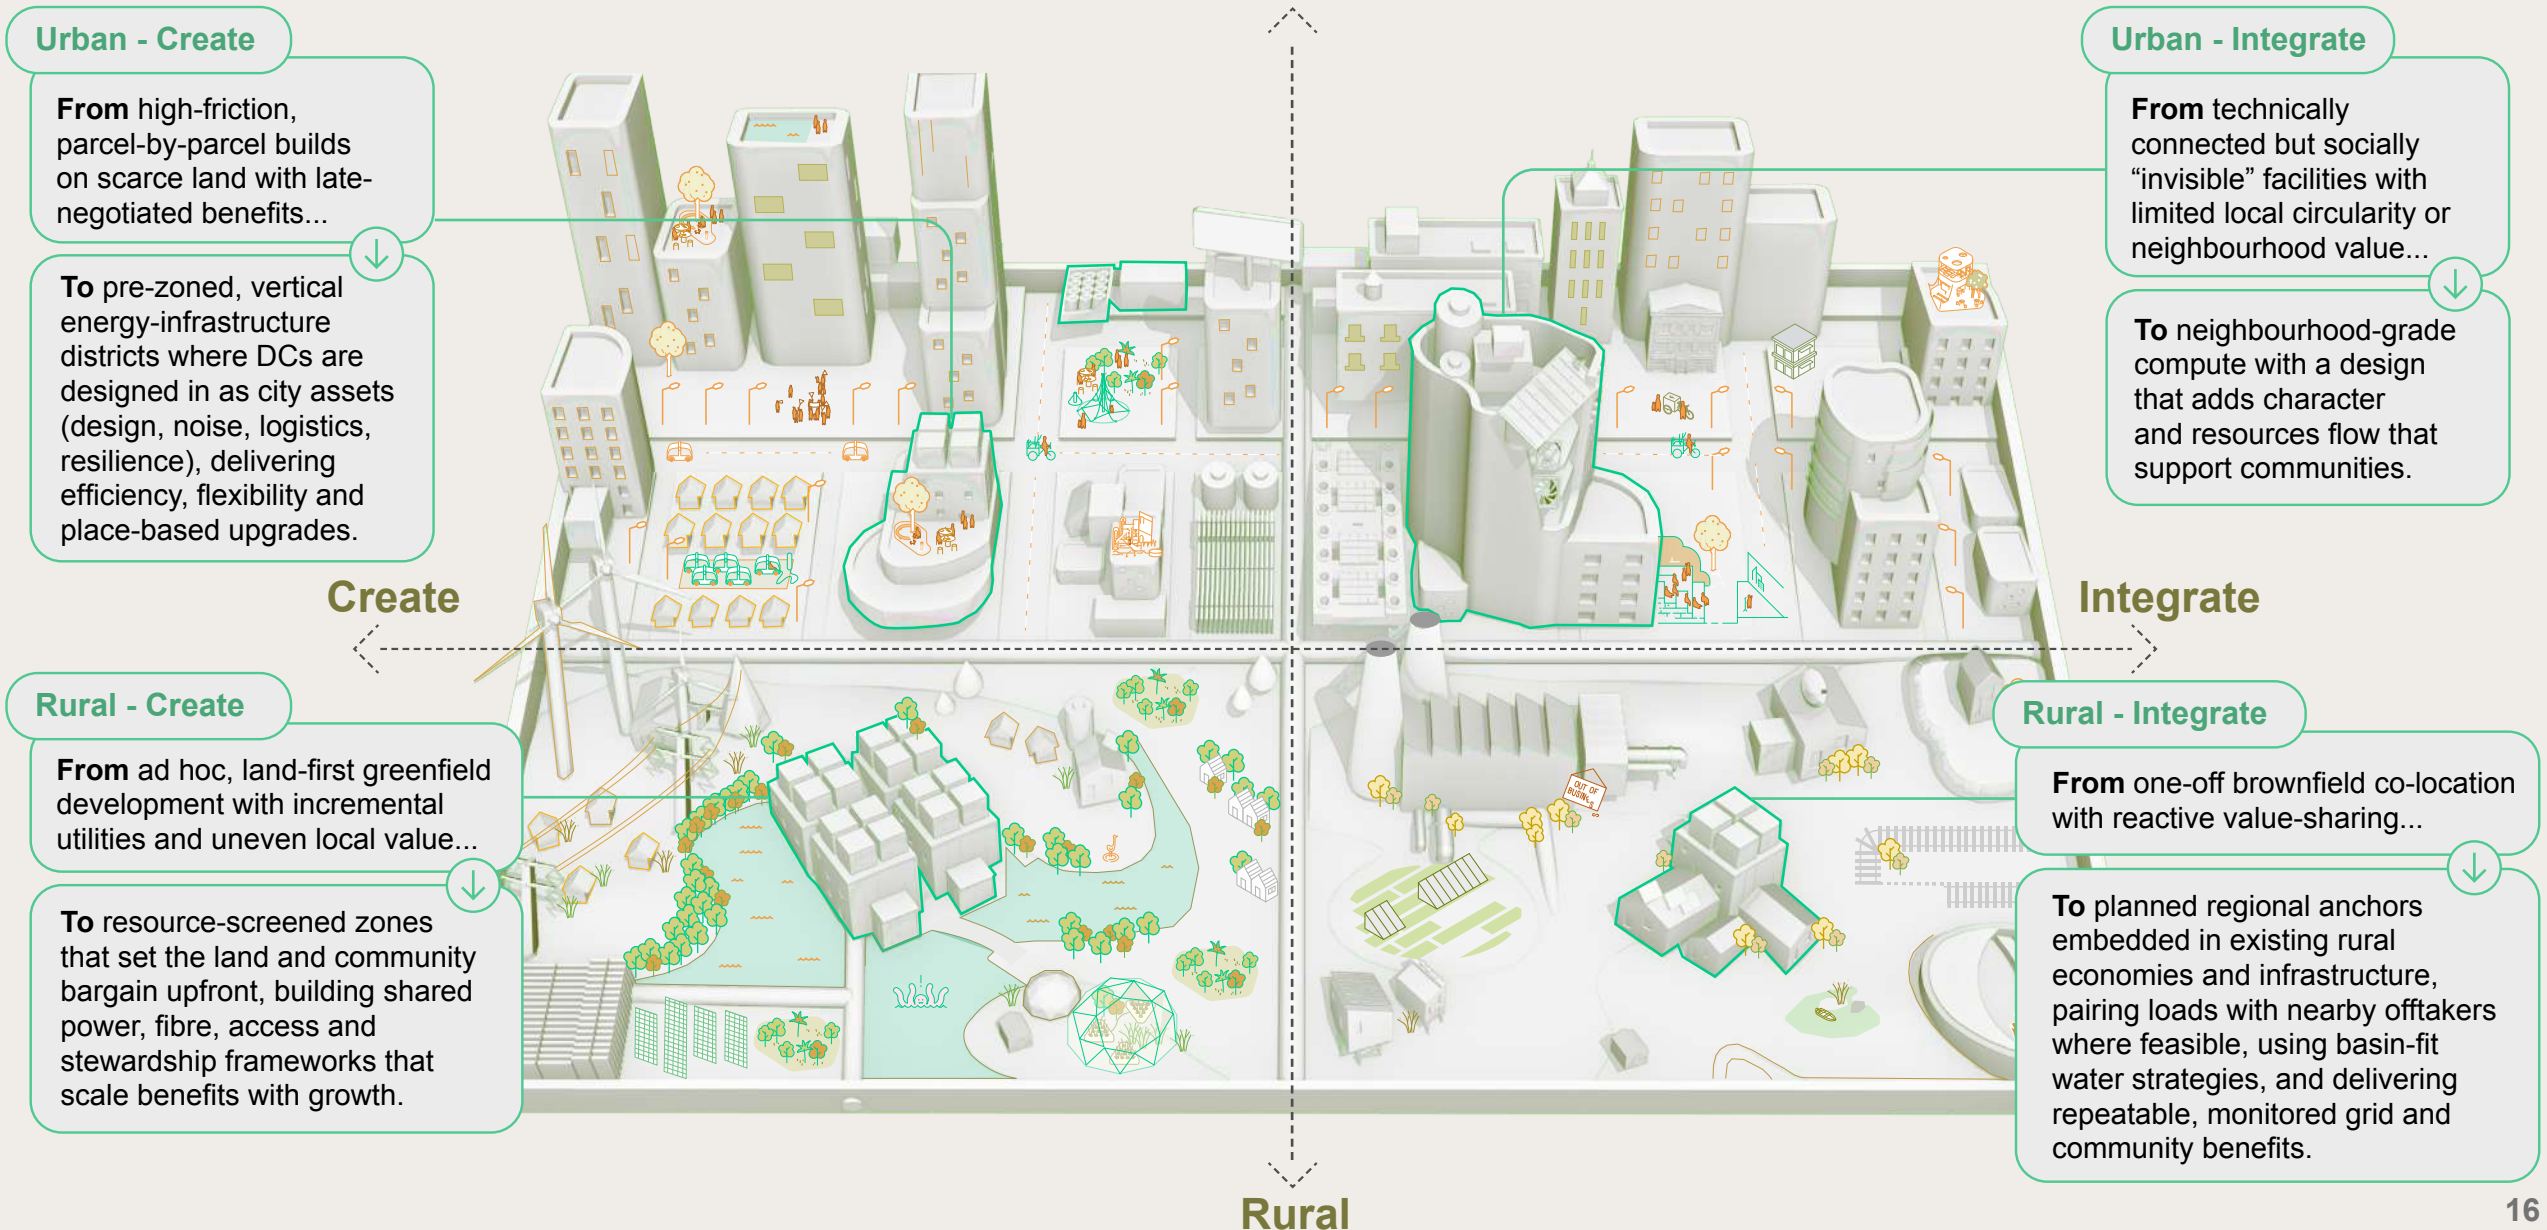 Urban - Create
From high-friction,
parcel-by-parcel builds
on scarce land with late-
negotiated benefits...
To pre-zoned, vertical
energy-infrastructure
districts where DCs are
designed in as city assets
(design, noise, logistics,
resilience), delivering
efficiency, flexibility and
place-based upgrades.
Urban - Integrate
From technically
connected but socially
“invisible” facilities with
limited local circularity or
neighbourhood value...
To neighbourhood-grade
compute with a design
that adds character
and resources flow that
support communities.
Create
Integrate
Rural - Create
From ad hoc, land-first greenfield
development with incremental
utilities and uneven local value...
To resource-screened zones
that set the land and community
bargain upfront, building shared
power, fibre, access and
stewardship frameworks that
scale benefits with growth.
OUT OF
Rural - Integrate
From one-off brownfield co-location
with reactive value-sharing...
To planned regional anchors
embedded in existing rural
economies and infrastructure,
pairing loads with nearby offtakers
where feasible, using basin-fit
water strategies, and delivering
repeatable, monitored grid and
community benefits.
Rural
16